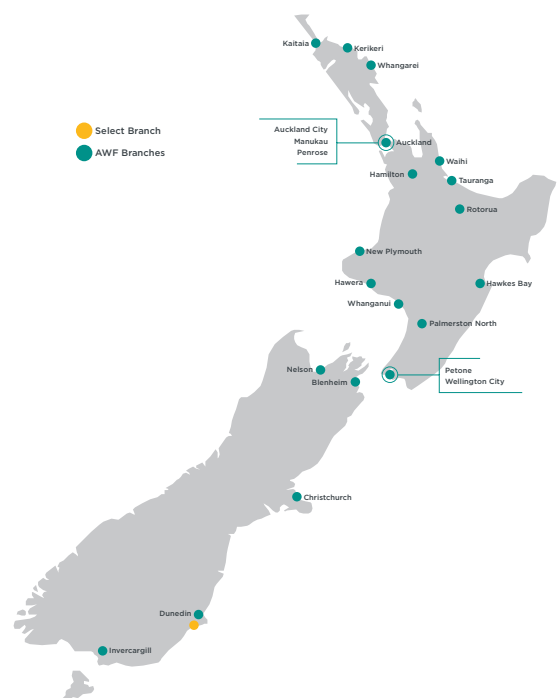 Kaitaia
Kerikeri
Whangarei
Select Branch
AWF Branches
Auckland City
Manukau
Penrose
Auckland
Waihi
Hamilton
Tauranga
Rotorua
New Plymouth
Hawera
Hawkes Bay
Whanganui
Palmerston North
Nelson
Blenheim
Petone
Wellington City
Christchurch
Dunedin
Invercargill